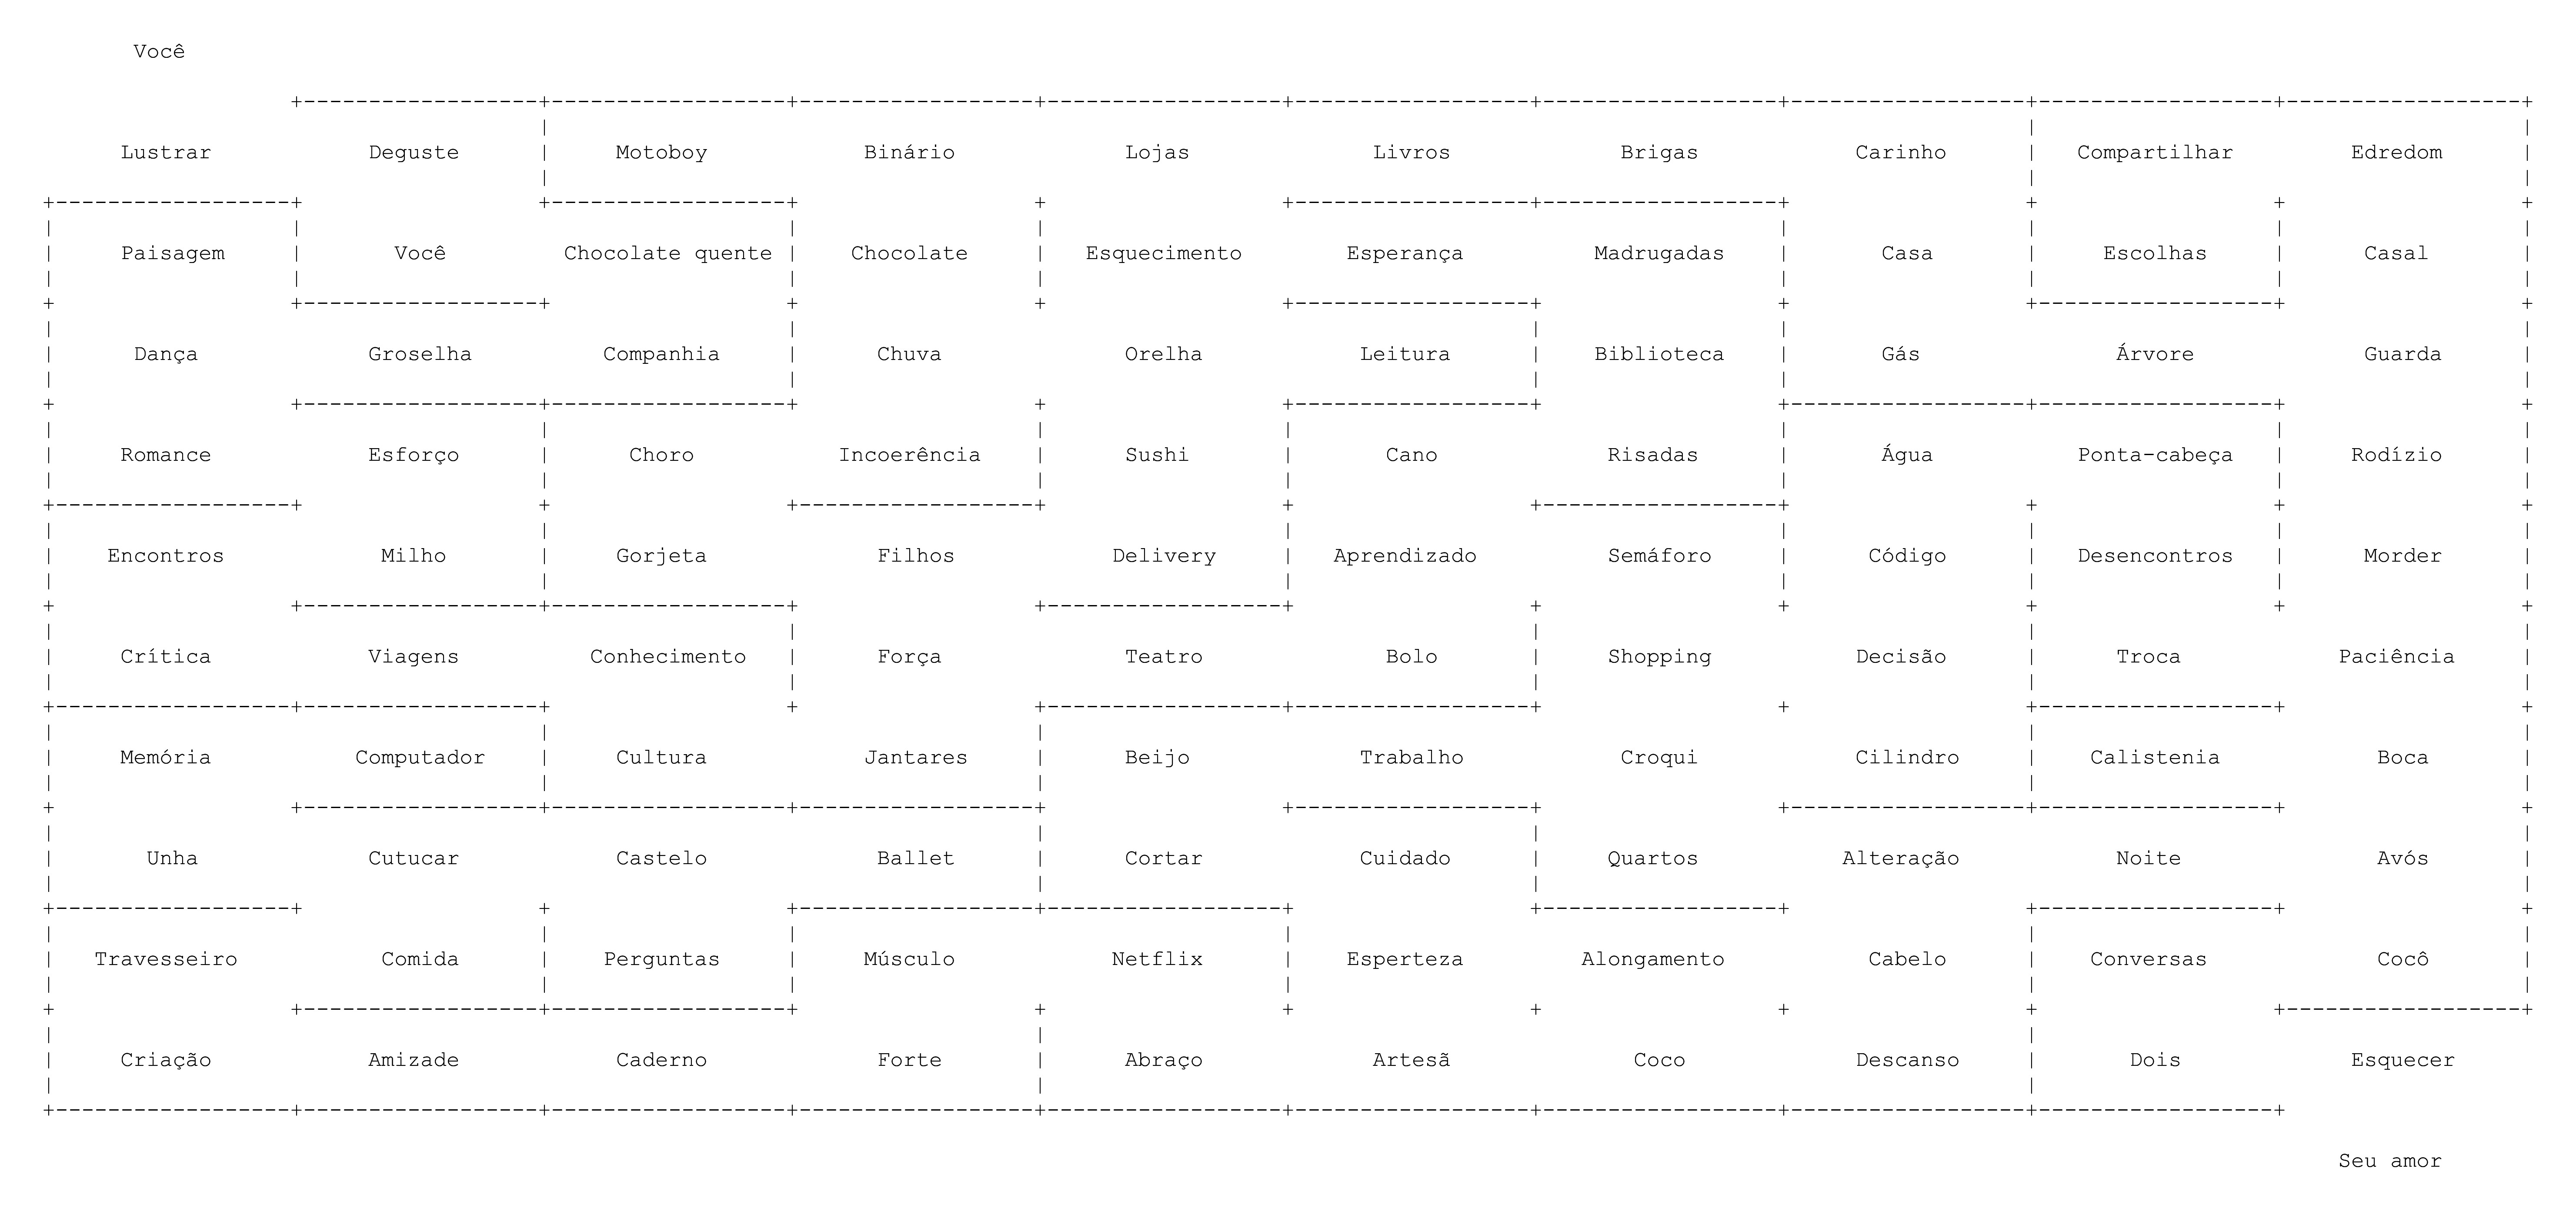 Você
Lustrar Deguste Motoboy Binário Lojas Livros Brigas Carinho Compartilhar Edredom
Paisagem Você Chocolate quente Chocolate Esquecimento Esperança Madrugadas Casa Escolhas Casal
Dança Groselha Companhia Chuva Orelha Leitura Biblioteca Gás Árvore Guarda
Romance Esforço Choro Incoerência Sushi Cano Risadas Água Ponta-cabeça Rodízio
Encontros Milho Gorjeta Filhos Delivery Aprendizado Semáforo Código Desencontros Morder
Crítica Viagens Conhecimento Força Teatro Bolo Shopping Decisão Troca Paciência
Memória Computador Cultura Jantares Beijo Trabalho Croqui Cilindro Calistenia Boca
Unha Cutucar Castelo Ballet Cortar Cuidado Quartos Alteração Noite Avós
Travesseiro Comida Perguntas Músculo Netflix Esperteza Alongamento Cabelo Conversas Cocô
Criação Amizade Caderno Forte Abraço Artesã Coco Descanso Dois Esquecer
Seu amor